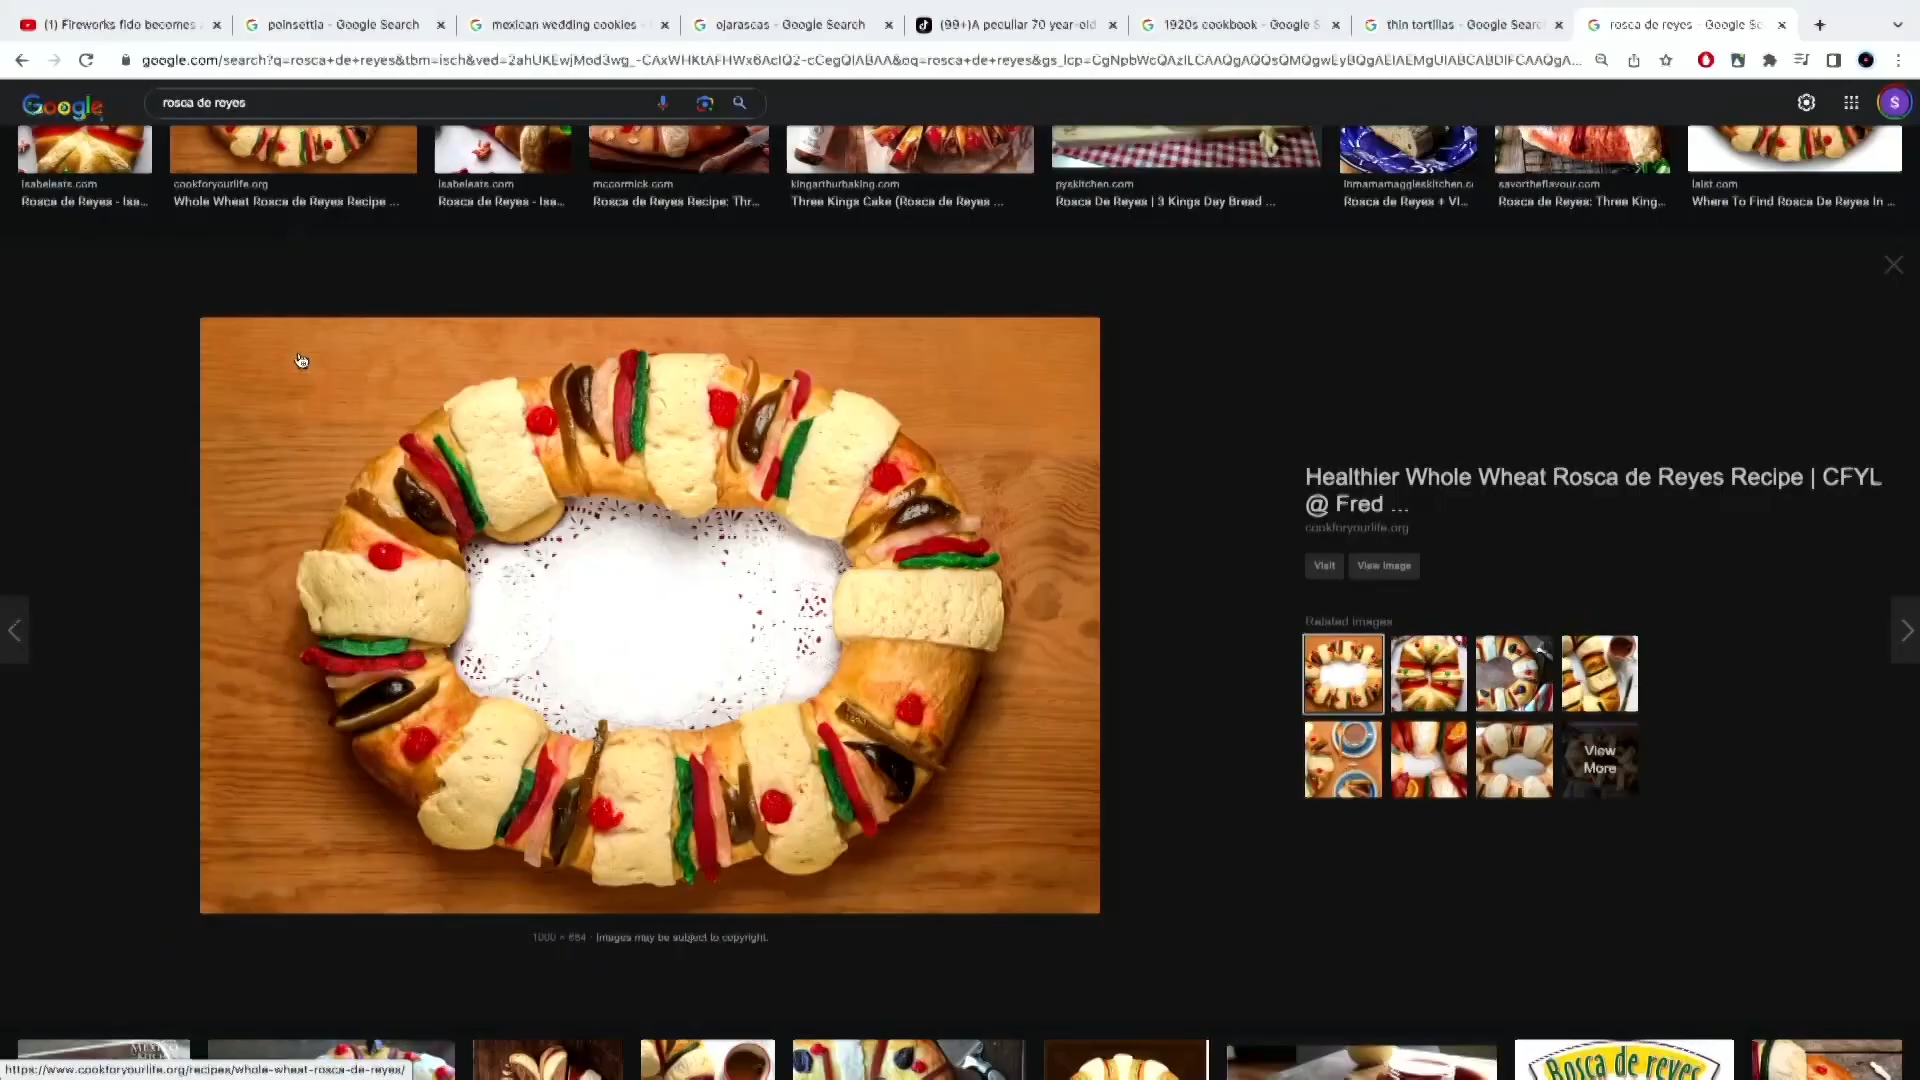 (1) Fireworks fido becomes
poinsettia - Google Search
mexican wedding cookies -
ojarascas - Google Search
(99+)A peculiar 70 year-old
1920s cookbook - Google S
thin tortillas - Google Searc
rosca de reyes - Google Se
Google
rosca de reyes
S
isabeleats.com
cookforyourlife.org
isabeleats.com
mccormick.com
kingarthurbaking.com
pyskitchen.com
inmamamaggieskitchen.c
savortheflavour.com
laist.com
Rosca de Reyes - Isa...
Whole Wheat Rosca de Reyes Recipe ...
Rosca de Reyes - Isa...
Rosca de Reyes Recipe: Thr...
Three Kings Cake (Rosca de Reyes ...
Rosca De Reyes | 3 Kings Day Bread ...
Rosca de Reyes + Vi...
Rosca de Reyes: Three King...
Where To Find Rosca De Reyes In ...
Healthier Whole Wheat Rosca de Reyes Recipe | CFYL
@ Fred ...
cookforyourlife.org
Visit
View image
Related images
View
More
1000 × 664 · Images may be subject to copyright.
Rosca de reyes
https://www.cookforyourlife.org/recipes/whole-wheat-rosca-de-reyes/